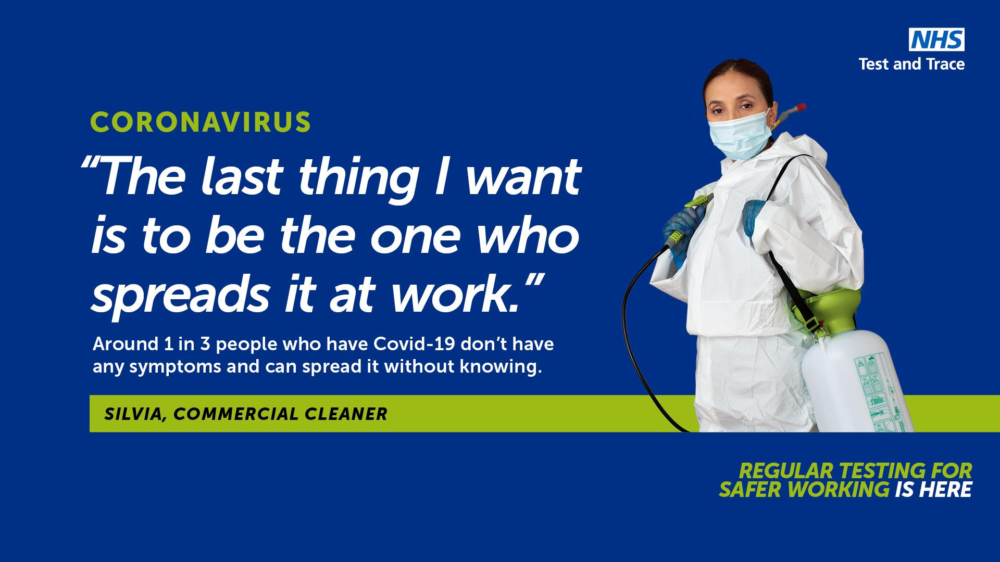 NHS
Test and Trace
CORONAVIRUS
“The last thing I want
is to be the one who
spreads it at work.”
Around 1 in 3 people who have Covid-19 don’t have
any symptoms and can spread it without knowing.
SILVIA, COMMERCIAL CLEANER
REGULAR TESTING FOR
SAFER WORKING IS HERE